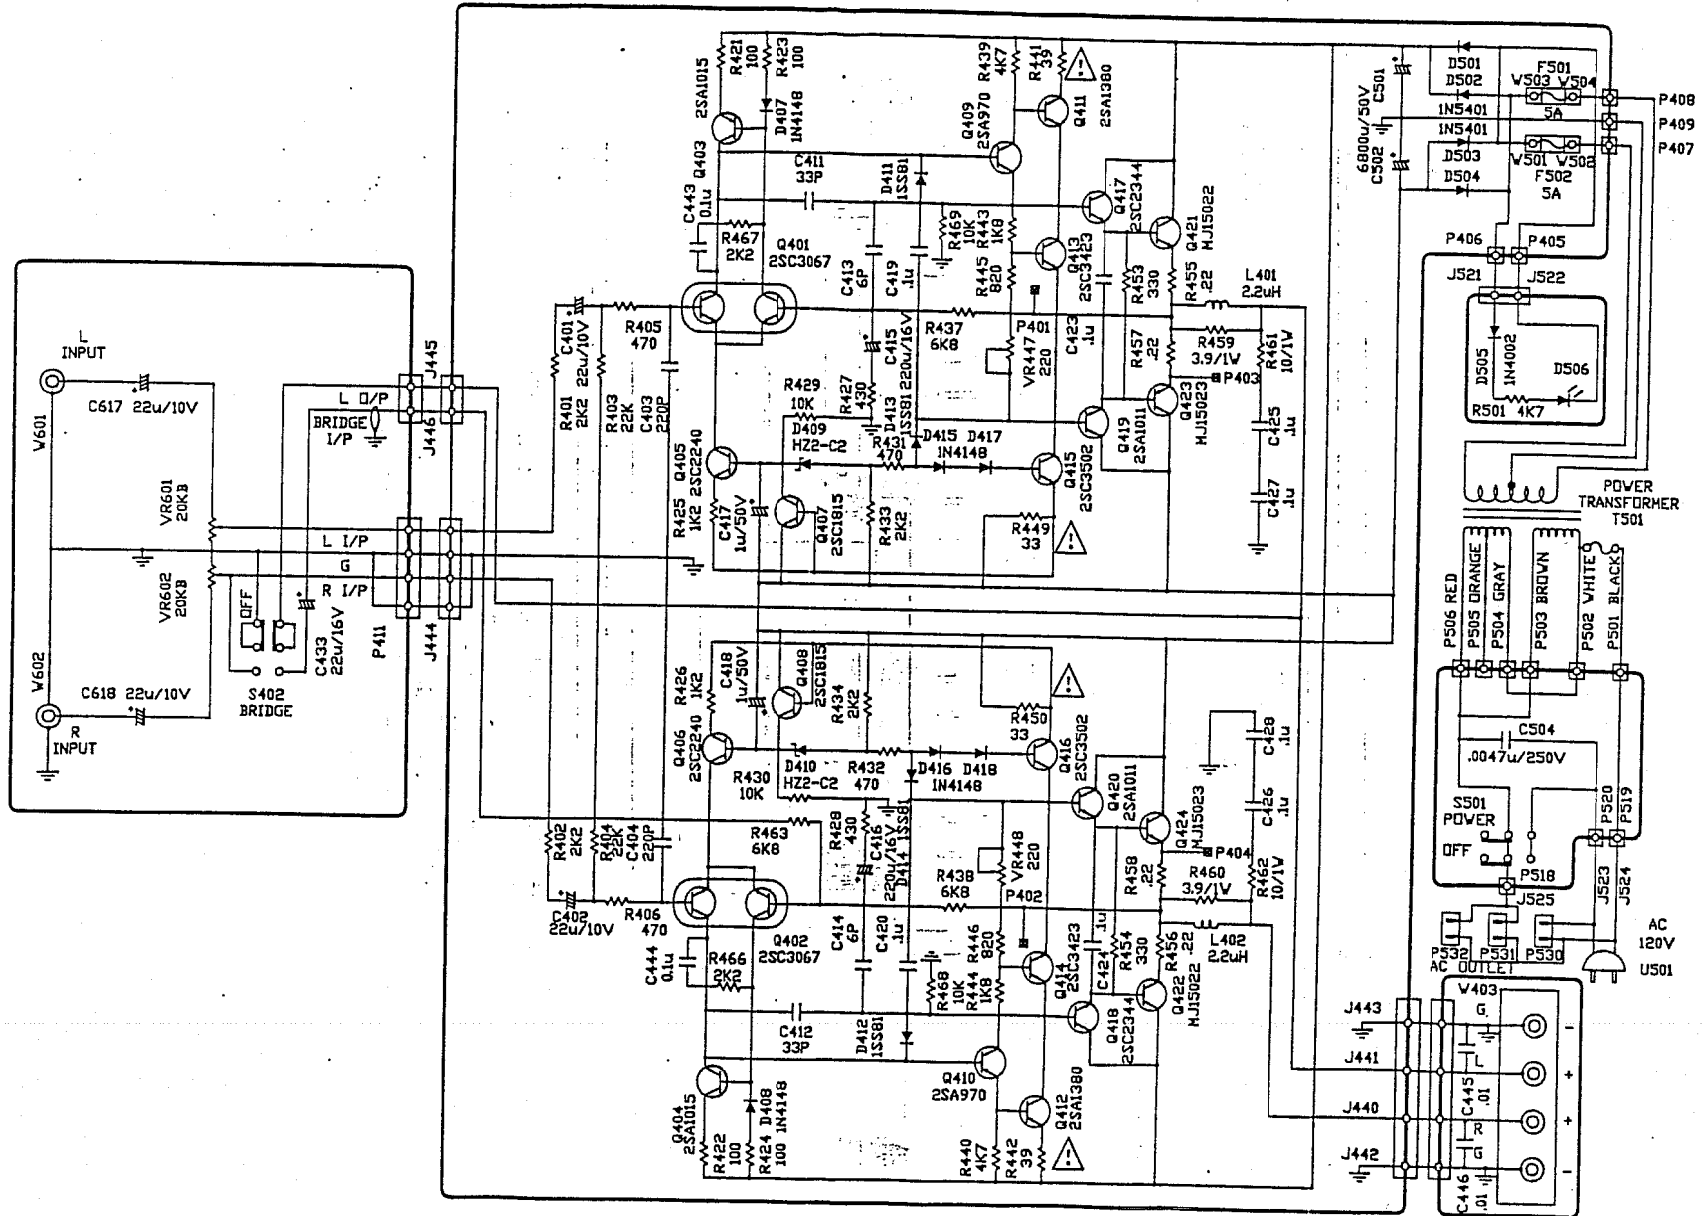 L
INPUT
C617 22u/10V
W601
VR601
20KB
VR602
20KB
W602
C618 22u/10V
R
INPUT
OFF
S402
BRIDGE
C433
22u/16V
L O/P
BRIDGE
I/P
L I/P
G
R I/P
P411
J445
J446
J444
C401
22u/10V
R401
2K2
R403
22K
R405
470
C403
220P
R402
2K2
R404
22K
C404
220P
C402
22u/10V
R406
470
2SA1015
Q403
R421
100
R423
100
D407
1N4148
C443
0.1u
R467
2K2
Q401
2SC3067
C411
33P
C413
6P
C419
.1u
D411
1SS81
Q409
2SA970
R439
4K7
R441
39
Q411
2SA1380
R469
10K
R443
1K8
R445
820
Q413
2SC3423
P401
R437
6K8
VR447
220
C415
220u/16V
R427
430
R429
10K
D409
HZ2-C2
D413
1SS81
R431
470
D415
D417
1N4148
Q405
2SC2240
R425
1K2
C417
1u/50V
Q407
2SC1815
R433
2K2
Q415
2SC3502
R449
33
Q417
2SC2344
Q421
MJ15022
R453
330
R455
.22
C423
.1u
R457
.22
Q419
2SA1011
Q423
MJ15023
L401
2.2uH
R459
3.9/1W
R461
10/1W
P403
C425
.1u
C427
.1u
R426
1K2
C418
1u/50V
Q408
2SC1815
R434
2K2
Q406
2SC2240
D410
HZ2-C2
R430
10K
R432
470
D416
D418
1N4148
R450
33
Q416
2SC3502
R463
6K8
R428
430
C416
220u/16V
D414
1SS81
VR448
220
R438
6K8
P402
Q402
2SC3067
C444
0.1u
R466
2K2
C414
6P
C420
.1u
R446
820
R444
1K8
R468
10K
Q414
2SC3423
C412
33P
D412
1SS81
Q410
2SA970
Q404
2SA1015
R422
100
R424
100
D408
1N4148
R440
4K7
R442
39
Q412
2SA1380
Q420
2SA1011
Q424
MJ15023
P404
R458
.22
R460
3.9/1W
R462
10/1W
C428
.1u
C426
.1u
L402
2.2uH
C424
.1u
R454
330
R456
.22
Q418
2SC2344
Q422
MJ15022
C501
6800u/50V
C502
D501
D502
1N5401
1N5401
D503
D504
F501
W503 W504
5A
W501 W502
F502
5A
P408
P409
P407
P406
P405
J521
J522
D505
1N4002
D506
R501
4K7
POWER
TRANSFORMER
T501
P506 RED
P505 ORANGE
P504 GRAY
P503 BROWN
P502 WHITE
P501 BLACK
C504
.0047u/250V
S501
POWER
OFF
P520
P519
P518
J525
J523
J524
AC
120V
U501
P532
P531
P530
AC OUTLET
W403
J443
J441
J440
J442
G
L
R
G
C445
.01
C446
.01
-
+
+
-